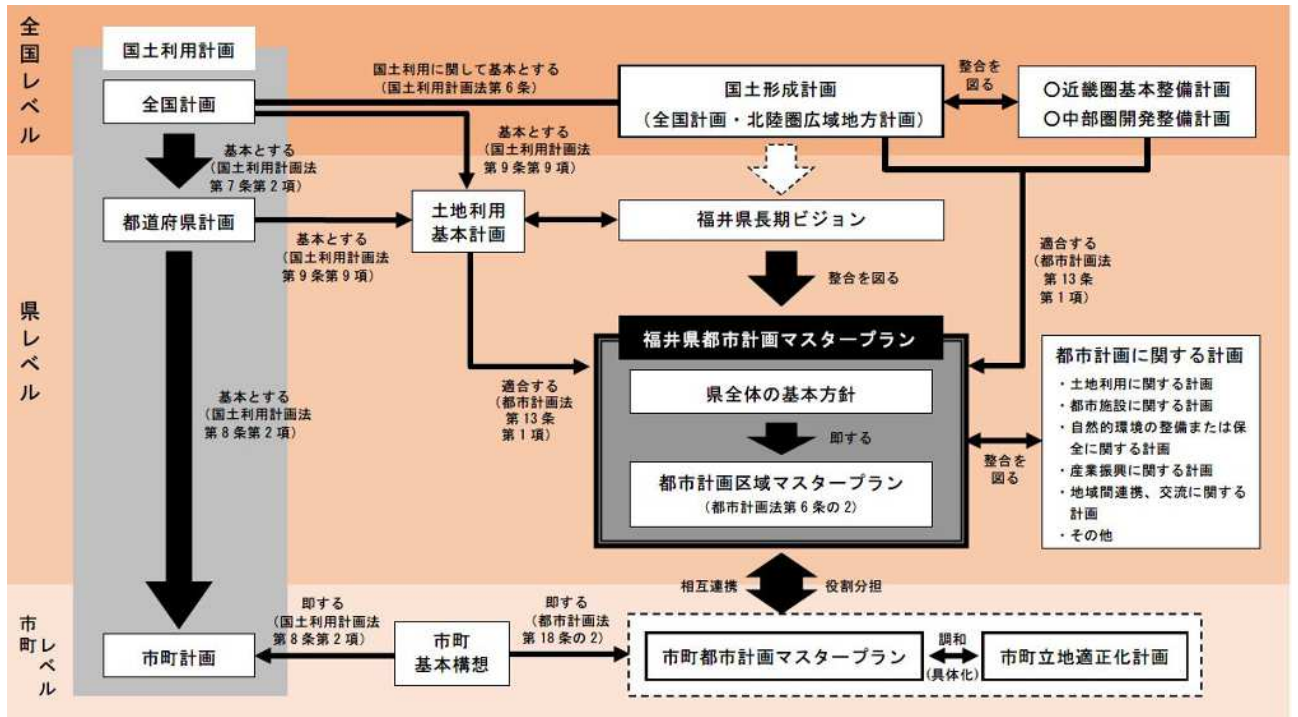 全国レベル
国土利用計画
全国計画
国土利用に関して基本とする
(国土利用計画法第6条)
国土形成計画
(全国計画・北陸圏広域地方計画)
整合を
図る
○近畿圏基本整備計画
○中部圏開発整備計画
基本とする
(国土利用計画法
第7条第2項)
基本とする
(国土利用計画法
第9条第9項)
県レベル
都道府県計画
基本とする
(国土利用計画法
第9条第9項)
土地利用
基本計画
福井県長期ビジョン
整合を図る
適合する
(都市計画法
第13条
第1項)
基本とする
(国土利用計画法
第8条第2項)
適合する
(都市計画法
第13条
第1項)
福井県都市計画マスタープラン
県全体の基本方針
即する
都市計画区域マスタープラン
(都市計画法第6条の2)
整合を
図る
都市計画に関する計画
・土地利用に関する計画
・都市施設に関する計画
・自然的環境の整備または保
全に関する計画
・産業振興に関する計画
・地域間連携、交流に関する
計画
・その他
相互連携
役割分担
市町レベル
市町計画
即する
(国土利用計画法
第8条第2項)
市町
基本構想
即する
(都市計画法
第18条の2)
市町都市計画マスタープラン
調和
(具体化)
市町立地適正化計画